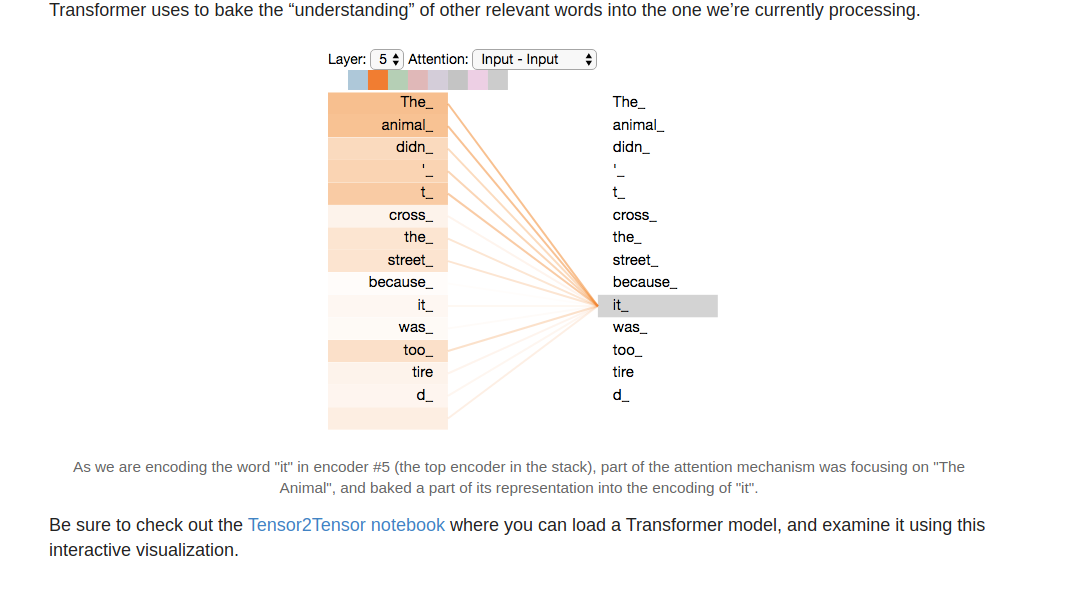 Transformer uses to bake the “understanding” of other relevant words into the one we’re currently processing.
Layer: 5 Attention: Input - Input
The_ The_
animal_ animal_
didn_ didn_
'_ '_
t_ t_
cross_ cross_
the_ the_
street_ street_
because_ because_
it_ it_
was_ was_
too_ too_
tire tire
d_ d_
As we are encoding the word "it" in encoder #5 (the top encoder in the stack), part of the attention mechanism was focusing on "The
Animal", and baked a part of its representation into the encoding of "it".
Be sure to check out the Tensor2Tensor notebook where you can load a Transformer model, and examine it using this
interactive visualization.